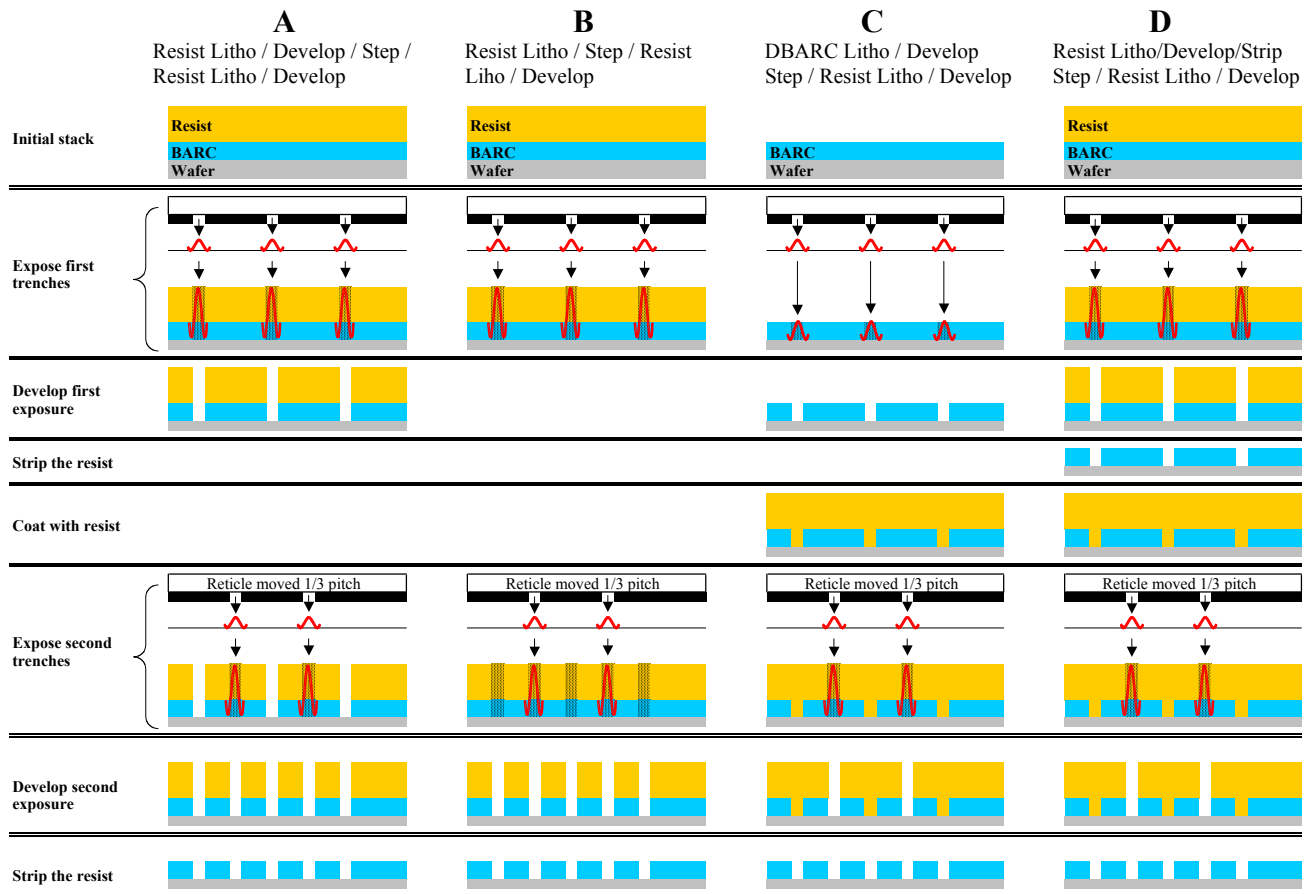 A
Resist Litho / Develop / Step /
Resist Litho / Develop
B
Resist Litho / Step / Resist
Liho / Develop
C
DBARC Litho / Develop
Step / Resist Litho / Develop
D
Resist Litho/Develop/Strip
Step / Resist Litho / Develop
Initial stack
Resist
BARC
Wafer
Resist
BARC
Wafer
BARC
Wafer
Resist
BARC
Wafer
Expose first
trenches
Develop first
exposure
Strip the resist
Coat with resist
Expose second
trenches
Reticle moved 1/3 pitch
Reticle moved 1/3 pitch
Reticle moved 1/3 pitch
Reticle moved 1/3 pitch
Develop second
exposure
Strip the resist